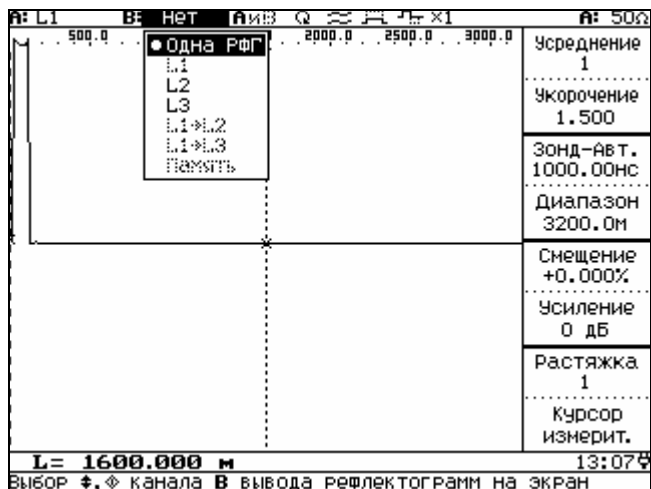 A: L1 B: Нет АиВ Q ×1 A: 50Ω
500.0 2000.0 2500.0 3000.0
Одна РФГ
L1
L2
L3
L1→L2
L1→L3
Память
Усреднение
1
Укорочение
1.500
Зонд-Авт.
1000.00нс
Диапазон
3200.0м
Смещение
+0.000%
Усиление
0 дБ
Растяжка
1
Курсор
измерит.
L= 1600.000 м 13:07
Выбор канала В вывода рефлектограмм на экран